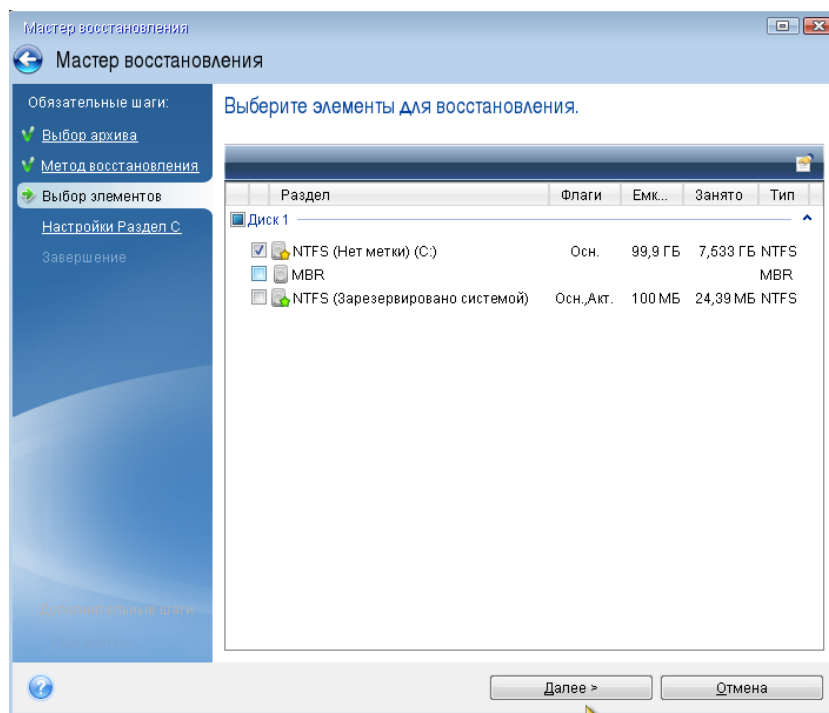 Мастер восстановления
Мастер восстановления
Обязательные шаги:
Выбор архива
Метод восстановления
Выбор элементов
Настройки Раздел C
Завершение
Выберите элементы для восстановления.
Раздел Флаги Емк... Занято Тип
Диск 1
NTFS (Нет метки) (C:) Осн. 99,9 ГБ 7,533 ГБ NTFS
MBR MBR
NTFS (Зарезервировано системой) Осн.,Акт. 100 МБ 24,39 МБ NTFS
шаги
Далее >
Отмена